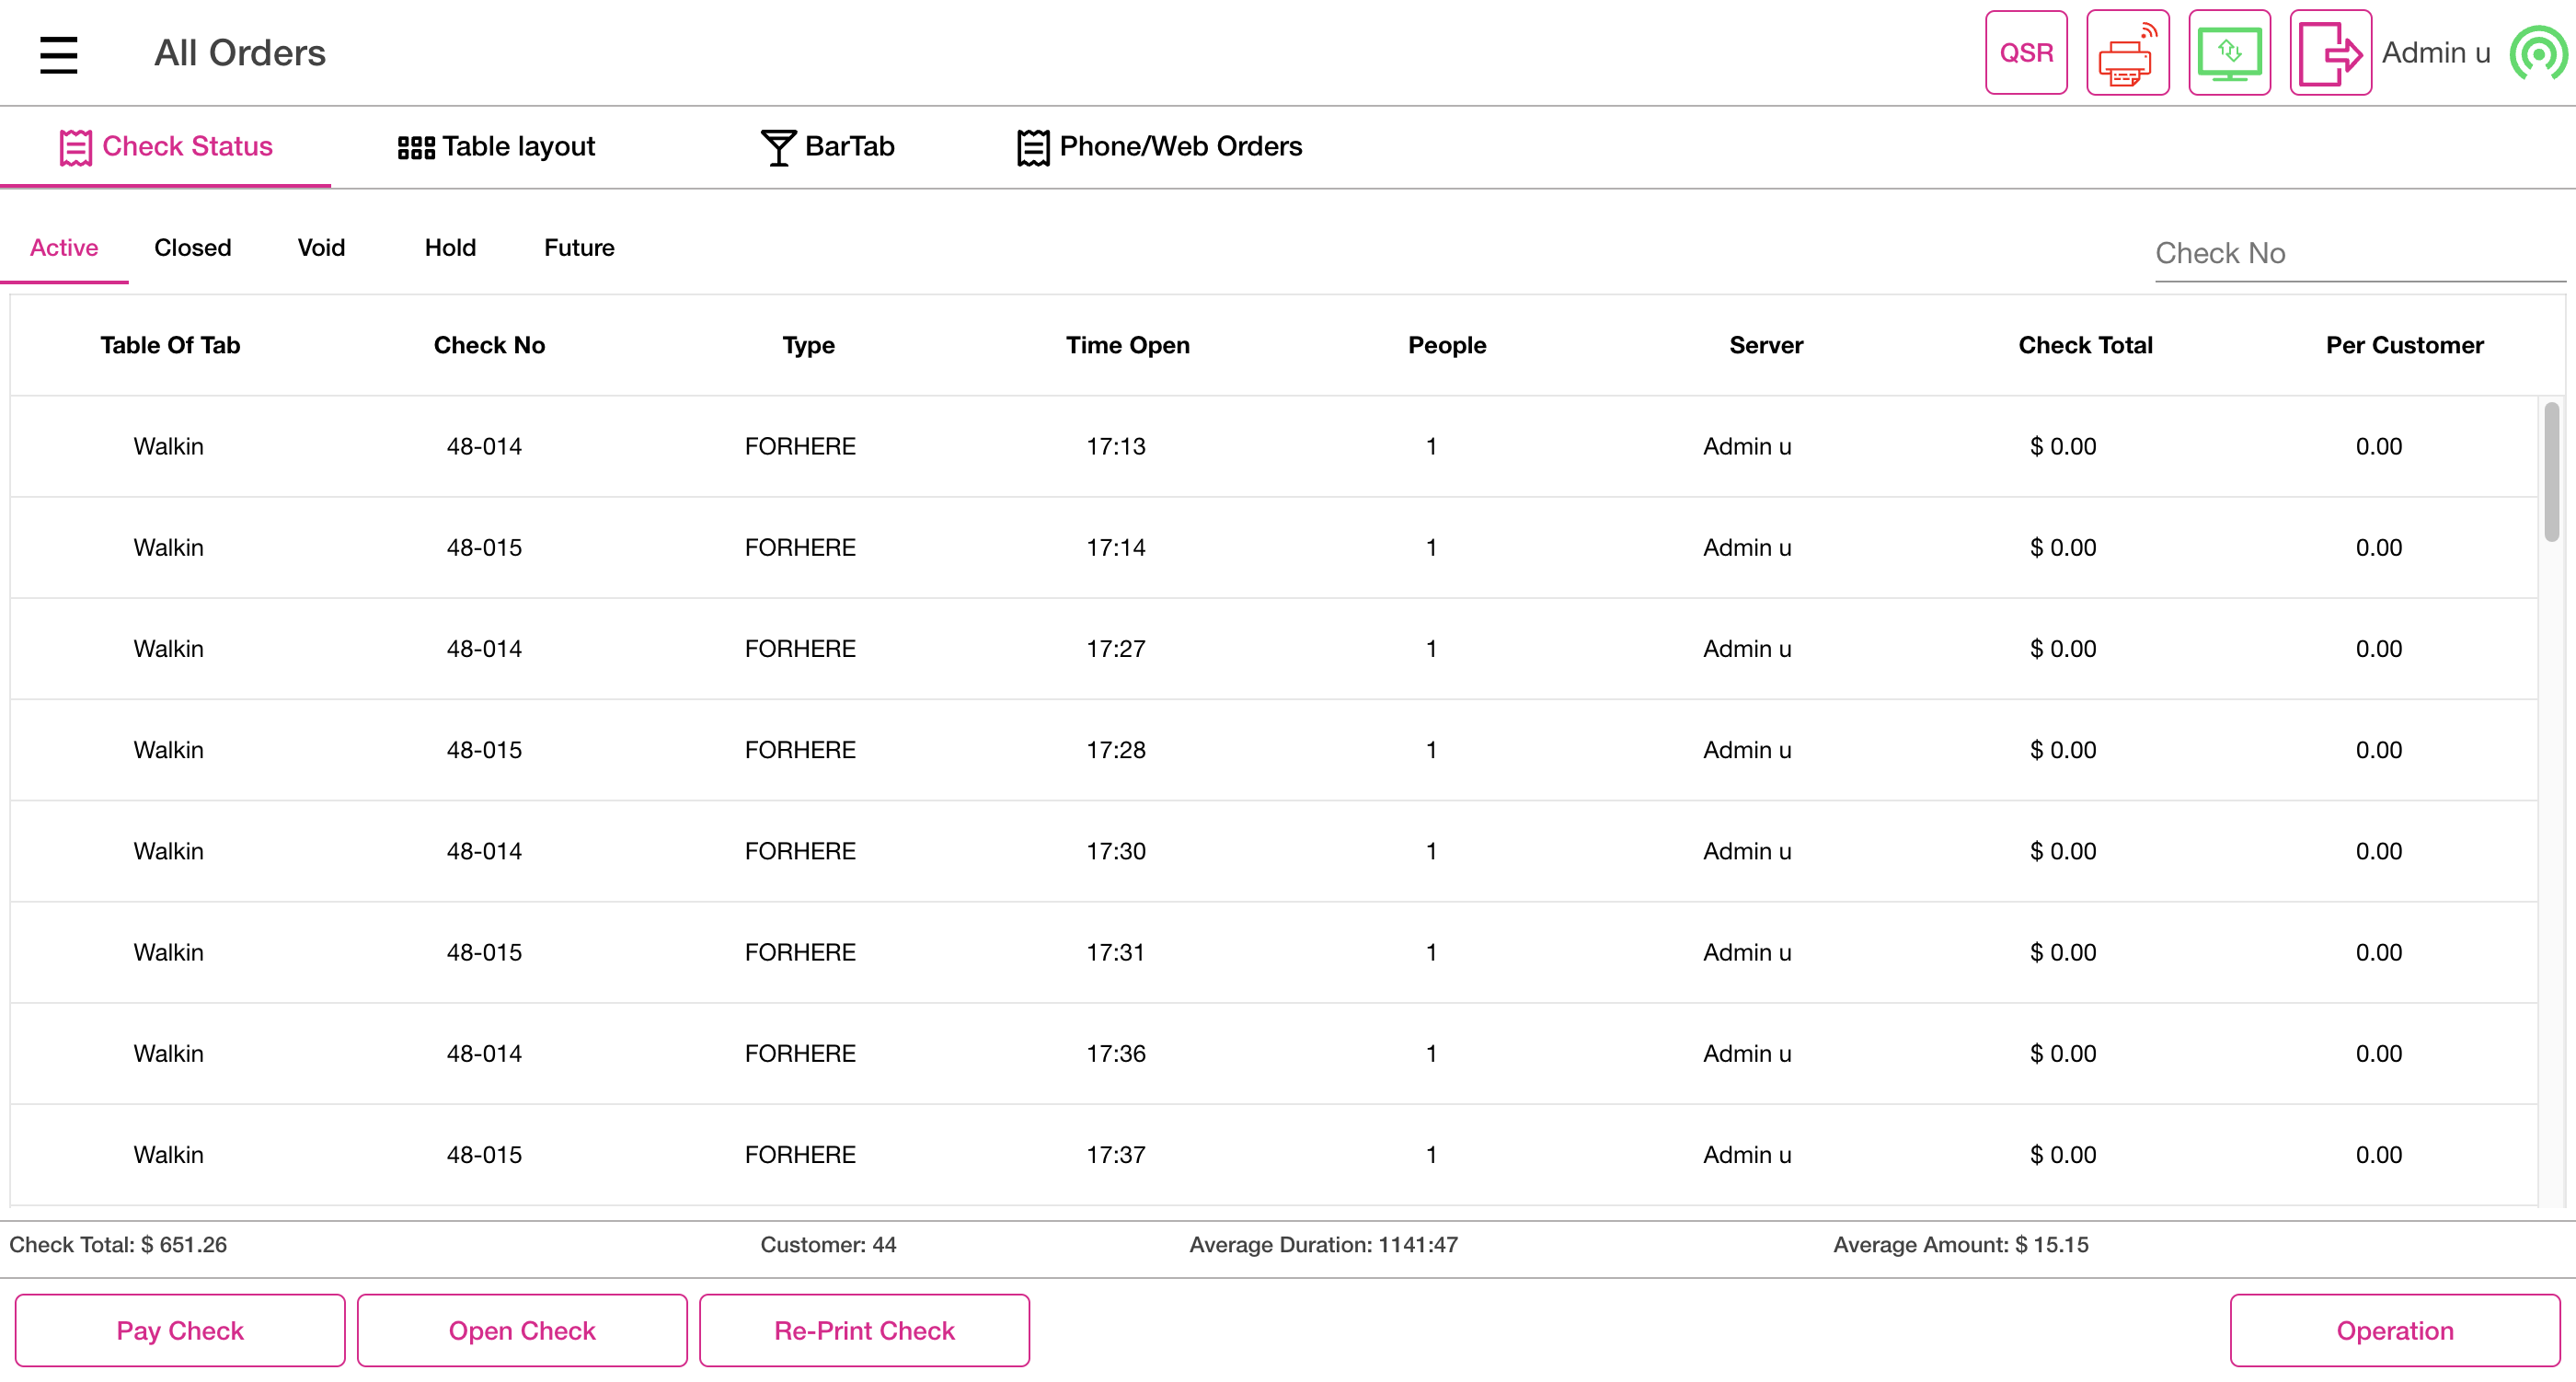 All Orders
QSR
Admin u
Check Status
Table layout
BarTab
Phone/Web Orders
Active
Closed
Void
Hold
Future
Check No
Table Of Tab Check No Type Time Open People Server Check Total Per Customer
Walkin 48-014 FORHERE 17:13 1 Admin u $ 0.00 0.00
Walkin 48-015 FORHERE 17:14 1 Admin u $ 0.00 0.00
Walkin 48-014 FORHERE 17:27 1 Admin u $ 0.00 0.00
Walkin 48-015 FORHERE 17:28 1 Admin u $ 0.00 0.00
Walkin 48-014 FORHERE 17:30 1 Admin u $ 0.00 0.00
Walkin 48-015 FORHERE 17:31 1 Admin u $ 0.00 0.00
Walkin 48-014 FORHERE 17:36 1 Admin u $ 0.00 0.00
Walkin 48-015 FORHERE 17:37 1 Admin u $ 0.00 0.00
Check Total: $ 651.26 Customer: 44 Average Duration: 1141:47 Average Amount: $ 15.15
Pay Check
Open Check
Re-Print Check
Operation